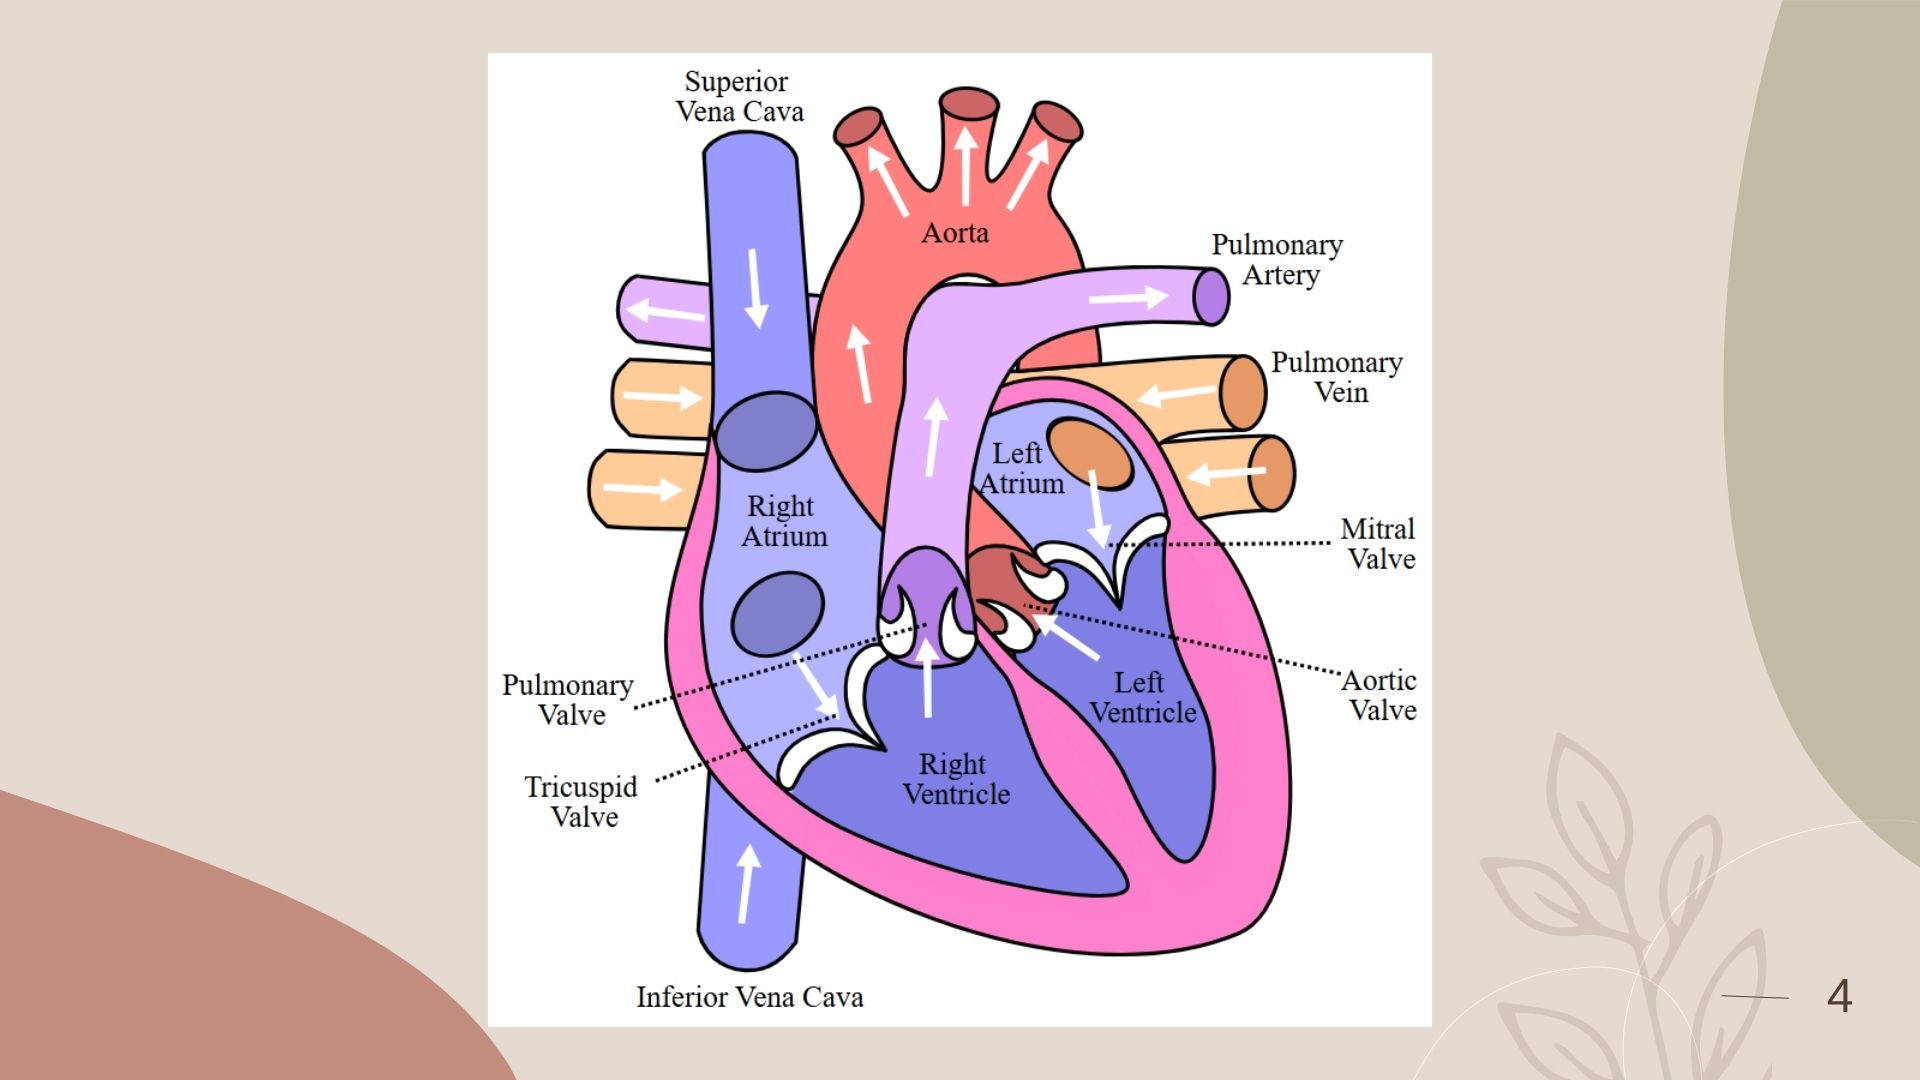 Superior
Vena Cava
Aorta
Pulmonary
Artery
Pulmonary
Vein
Left
Atrium
Right
Atrium
Mitral
Valve
Pulmonary
Valve
Left
Ventricle
Aortic
Valve
Right
Ventricle
Tricuspid
Valve
Inferior Vena Cava
4